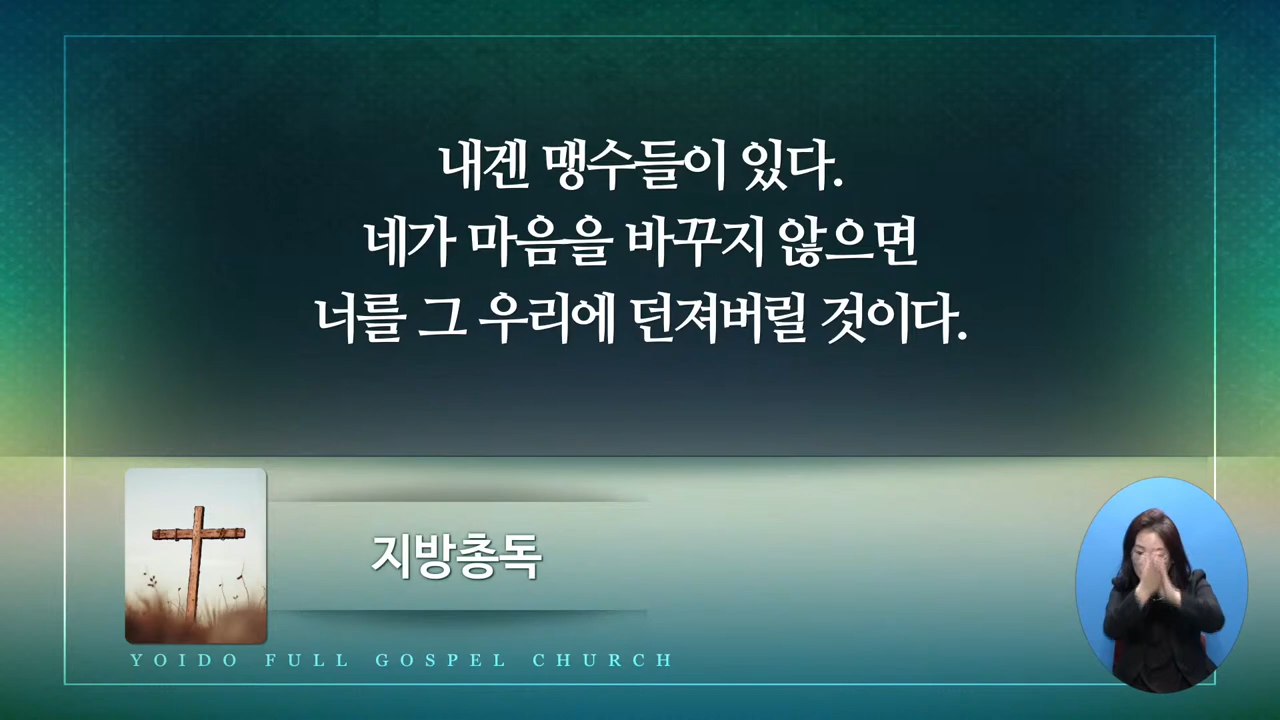 내겐 맹수들이 있다.
네가 마음을 바꾸지 않으면
너를 그 우리에 던져버릴 것이다.
지방총독
YOIDO FULL GOSPEL CHURCH